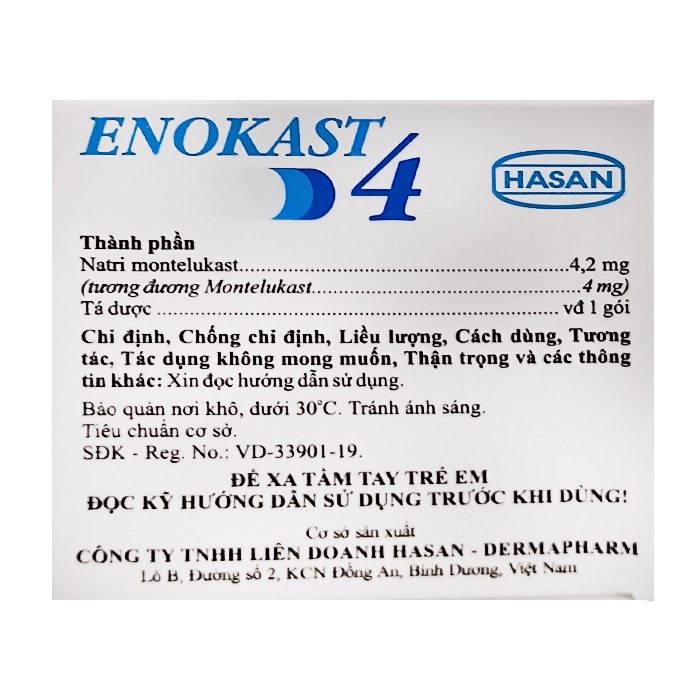 ENOKAST 4
HASAN
Thành phần
Natri montelukast..........................................................4,2 mg
(tương đương Montelukast.............................................4 mg)
Tá dược ....................................................................vđ 1 gói
Chỉ định, Chống chỉ định, Liều lượng, Cách dùng, Tương
tác, Tác dụng không mong muốn, Thận trọng và các thông
tin khác: Xin đọc hướng dẫn sử dụng.
Bảo quản nơi khô, dưới 30°C. Tránh ánh sáng.
Tiêu chuẩn cơ sở.
SĐK - Reg. No.: VD-33901-19.
ĐỂ XA TẦM TAY TRẺ EM
ĐỌC KỸ HƯỚNG DẪN SỬ DỤNG TRƯỚC KHI DÙNG!
Cơ sở sản xuất
CÔNG TY TNHH LIÊN DOANH HASAN - DERMAPHARM
Lô B, Đường số 2, KCN Đồng An, Bình Dương, Việt Nam